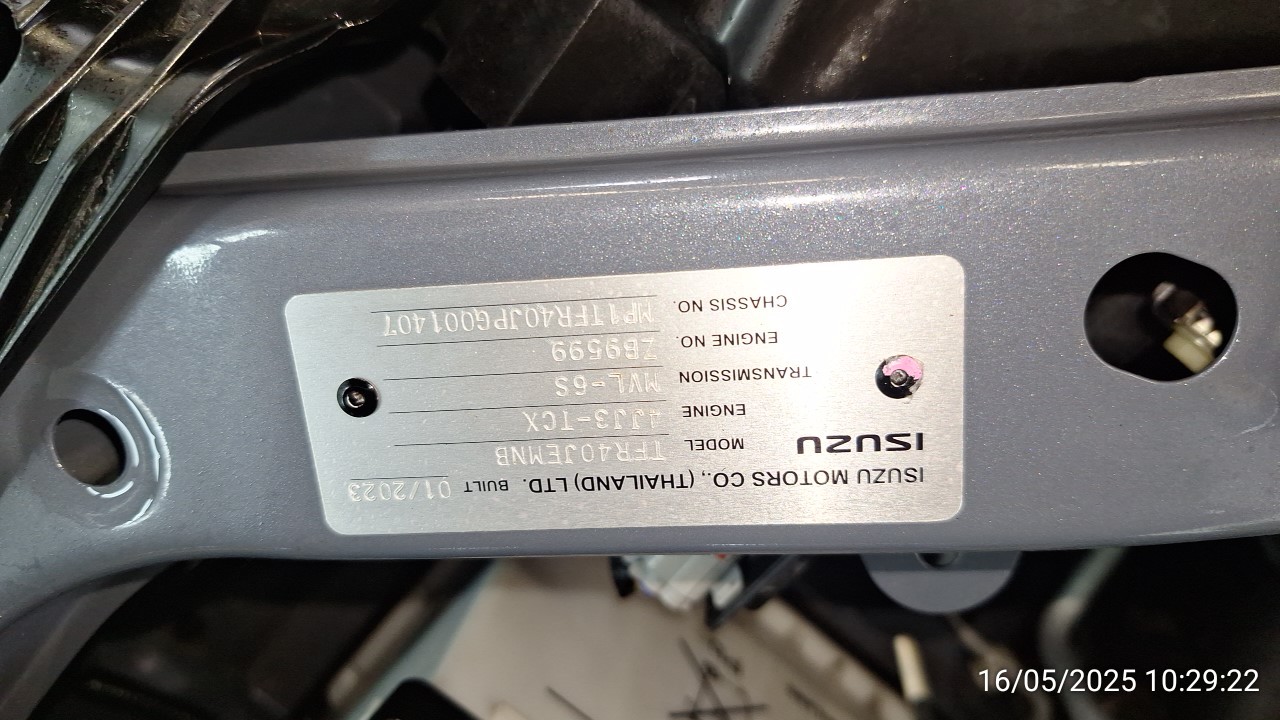 ISUZU MOTORS CO., (THAILAND) LTD. BUILT 01/2023
ISUZU
MODEL TFR40JEMNB
ENGINE 4JJ3-TCX
TRANSMISSION MVL-6S
ENGINE NO. ZB9599
CHASSIS NO. MP1TFR40JPG001407
16/05/2025 10:29:22